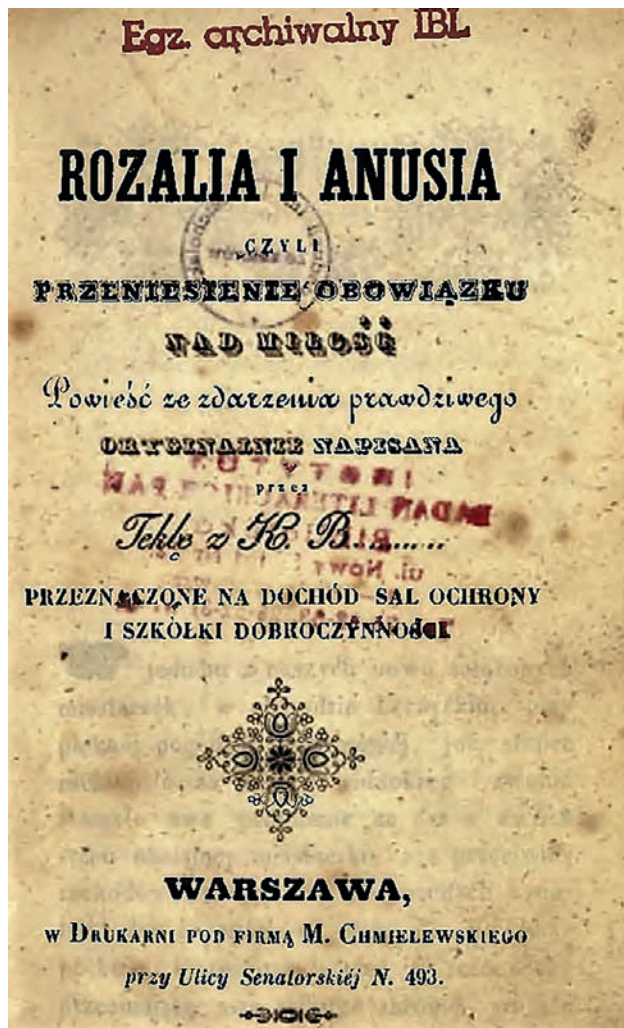 Egz. archiwalny IBL
ROZALIA I ANUSIA
CZYLI
PRZENIESIENIE OBOWIĄZKU
NAD MIŁOŚĆ
Powieść ze zdarzenia prawdziwego
ORYGINALNIE NAPISANA
przez
Teklę z K. B.........
PRZEZNACZONE NA DOCHÓD SAL OCHRONY
I SZKÓŁKI DOBROCZYNNOŚCI
WARSZAWA,
W DRUKARNI POD FIRMĄ M. CHMIELEWSKIEGO
przy Ulicy Senatorskiéj N. 493.